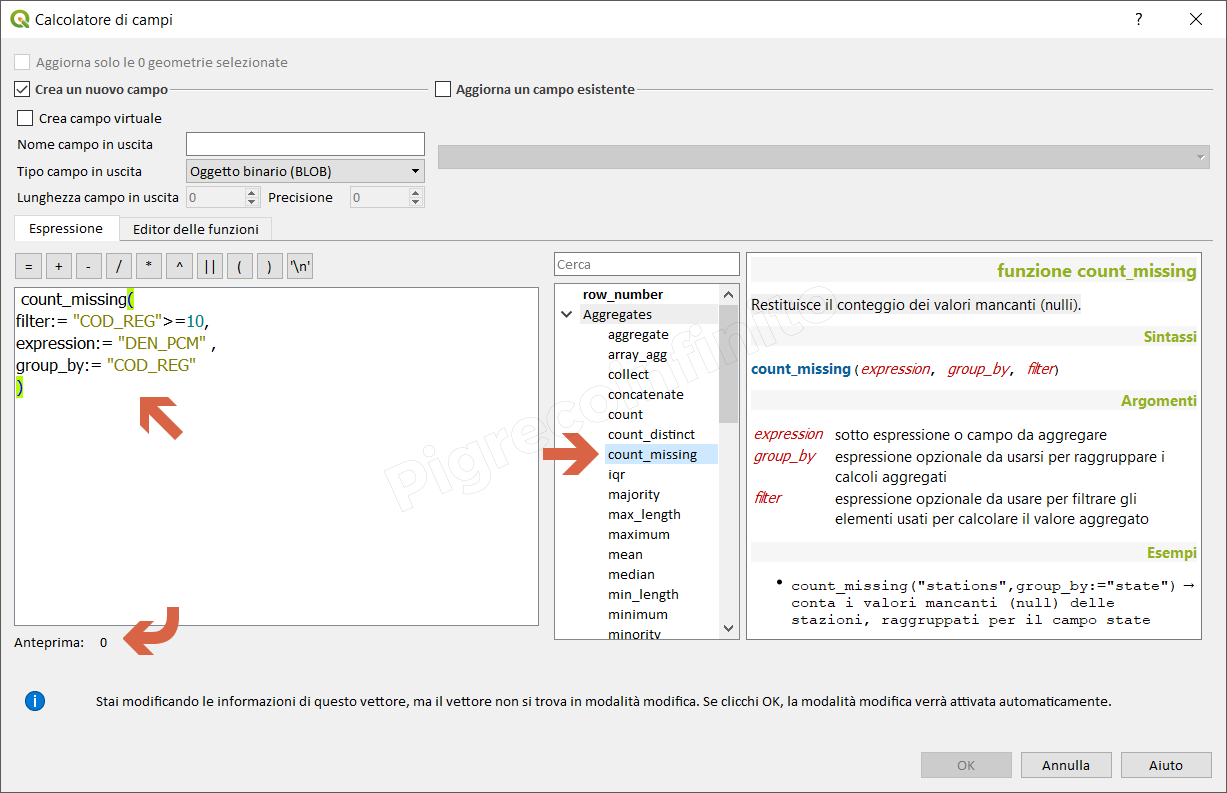 Calcolatore di campi
?
Aggiorna solo le 0 geometrie selezionate
Crea un nuovo campo
Aggiorna un campo esistente
Crea campo virtuale
Nome campo in uscita
Tipo campo in uscita
Oggetto binario (BLOB)
Lunghezza campo in uscita
0
Precisione
0
Espressione
Editor delle funzioni
= + - / * ^ || ( ) '\n'
count_missing(
filter:= "COD_REG">=10,
expression:= "DEN_PCM" ,
group_by:= "COD_REG"
)
Anteprima: 0
Cerca
row_number
Aggregates
aggregate
array_agg
collect
concatenate
count
count_distinct
count_missing
iqr
majority
max_length
maximum
mean
median
min_length
minimum
minority
funzione count_missing
Restituisce il conteggio dei valori mancanti (nulli).
Sintassi
count_missing(expression, group_by, filter)
Argomenti
expression sotto espressione o campo da aggregare
group_by espressione opzionale da usarsi per raggruppare i
calcoli aggregati
filter espressione opzionale da usare per filtrare gli
elementi usati per calcolare il valore aggregato
Esempi
• count_missing("stations",group_by:="state") →
conta i valori mancanti (null) delle
stazioni, raggruppati per il campo state
Pigrecoinfinito
Stai modificando le informazioni di questo vettore, ma il vettore non si trova in modalità modifica. Se clicchi OK, la modalità modifica verrà attivata automaticamente.
OK
Annulla
Aiuto